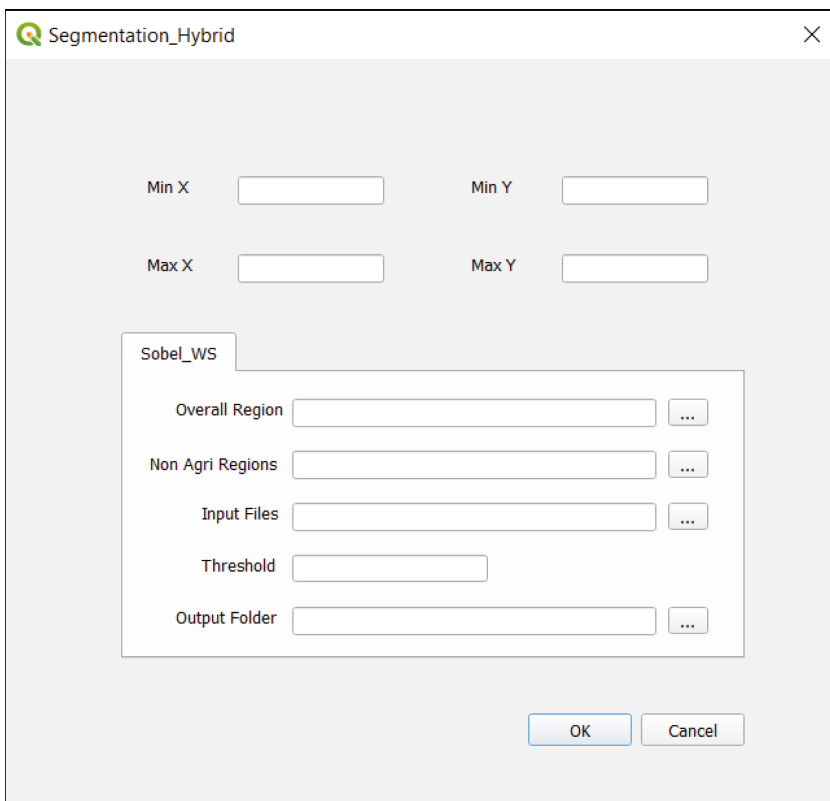 Segmentation_Hybrid
Min X
Min Y
Max X
Max Y
Sobel_WS
Overall Region
...
Non Agri Regions
...
Input Files
...
Threshold
Output Folder
...
OK
Cancel